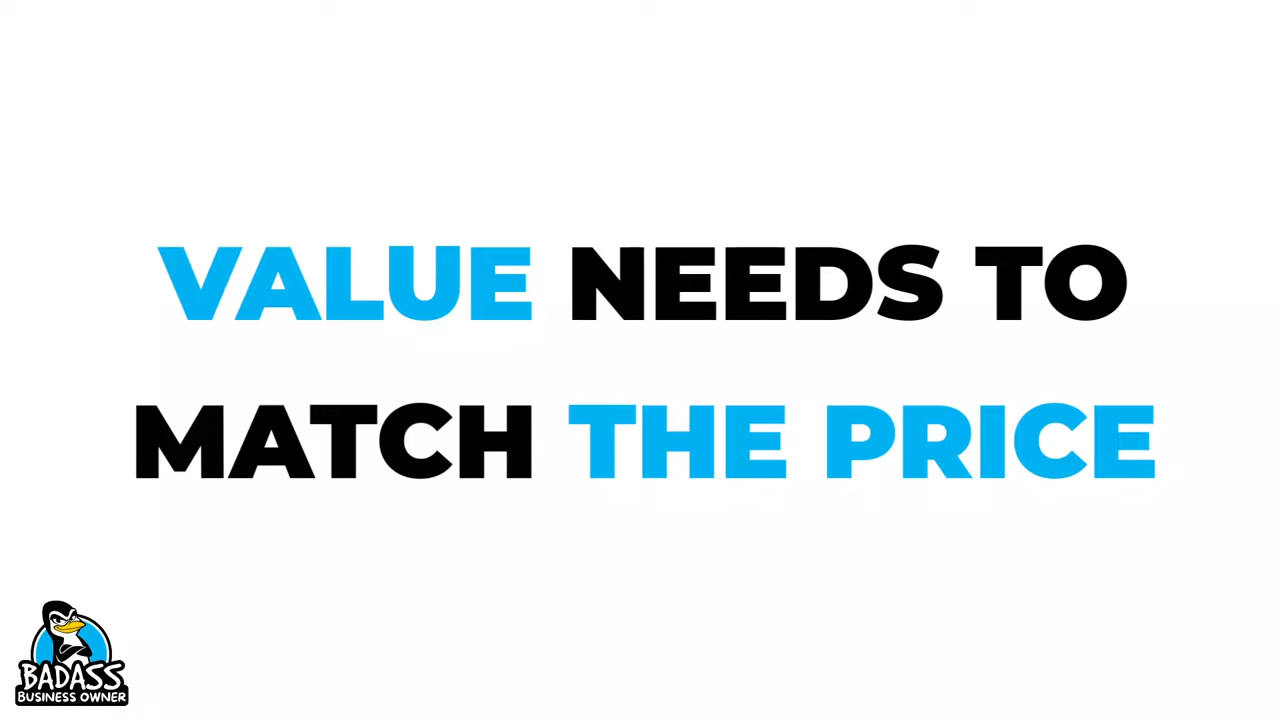 VALUE NEEDS TO
MATCH THE PRICE
BADASS
BUSINESS OWNER